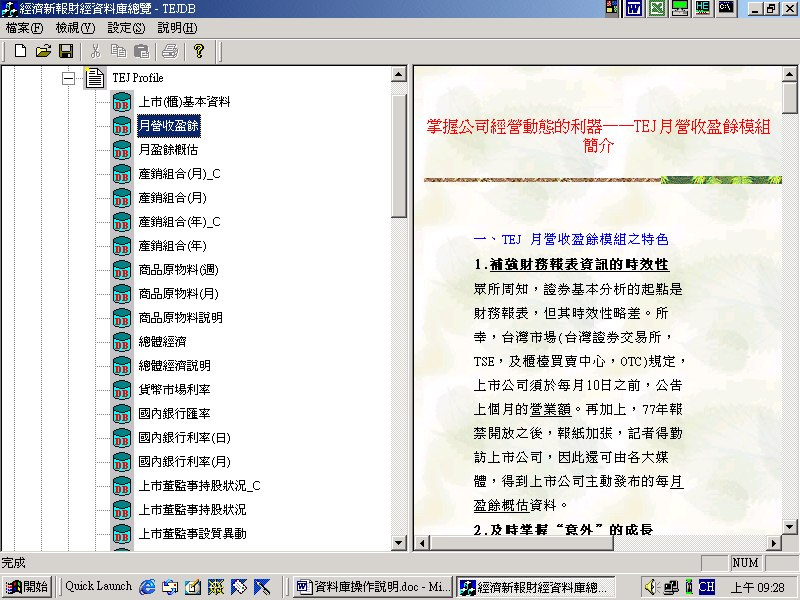 經濟新報財經資料庫總覽 - TEJDB
檔案(F) 檢視(V) 設定(S) 說明(H)
TEJ Profile
上市(櫃)基本資料
月營收盈餘
月盈餘概估
產銷組合(月)_C
產銷組合(月)
產銷組合(年)_C
產銷組合(年)
商品原物料(週)
商品原物料(月)
商品原物料說明
總體經濟
總體經濟說明
貨幣市場利率
國內銀行匯率
國內銀行利率(日)
國內銀行利率(月)
上市董監事持股狀況_C
上市董監事持股狀況
上市董監事設質異動
掌握公司經營動態的利器——TEJ月營收盈餘模組
簡介
一、TEJ 月營收盈餘模組之特色
1.補強財務報表資訊的時效性
眾所周知，證券基本分析的起點是
財務報表，但其時效性略差。所
幸，台灣市場(台灣證券交易所，
TSE，及櫃檯買賣中心，OTC)規定，
上市公司須於每月10日之前，公告
上個月的營業額。再加上，77年報
禁開放之後，報紙加張，記者得勤
訪上市公司，因此還可由各大媒
體，得到上市公司主動發布的每月
盈餘概估資料。
2.及時掌握“意外”的成長
完成
NUM
開始 Quick Launch 資料庫操作說明.doc - Mi... 經濟新報財經資料庫總... CH 上午 09:28